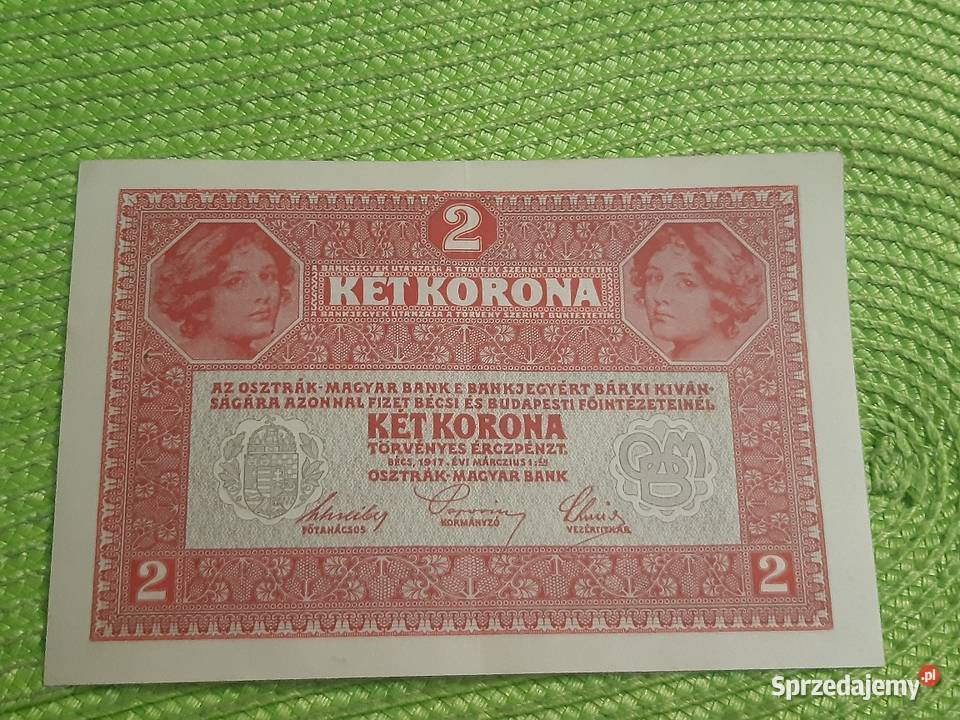 2
A BANKJEGYEK UTÁNZÁSA A TÖRVÉNY SZERINT BÜNTETTETIK
KÉT KORONA
A BANKJEGYEK UTÁNZÁSA A TÖRVÉNY SZERINT BÜNTETTETIK
AZ OSZTRÁK-MAGYAR BANK E BANKJEGYÉRT BÁRKI KIVÁN-
SÁGÁRA AZONNAL FIZET BÉCSI ÉS BUDAPESTI FŐINTÉZETEINÉL
KÉT KORONA
TÖRVÉNYES ÉRCZPÉNZT.
BÉCS, 1917. ÉVI MÁRCZIUS 1:ÉN
OSZTRÁK-MAGYAR BANK
FŐTANÁCSOS KORMÁNYZÓ VEZÉRTITKÁR
2 2
Sprzedajemy.pl